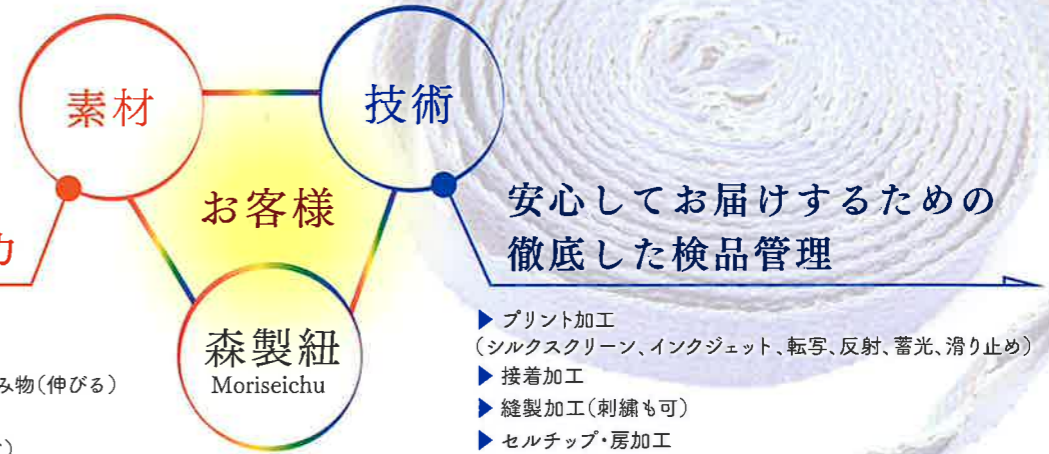 素材
技術
お客様
力
安心してお届けするための
徹底した検品管理
森製紐
Moriseichu
み物(伸びる)
▶ プリント加工
(シルクスクリーン、インクジェット、転写、反射、蓄光、滑り止め)
▶ 接着加工
▶ 縫製加工(刺繍も可)
▶ セルチップ・房加工